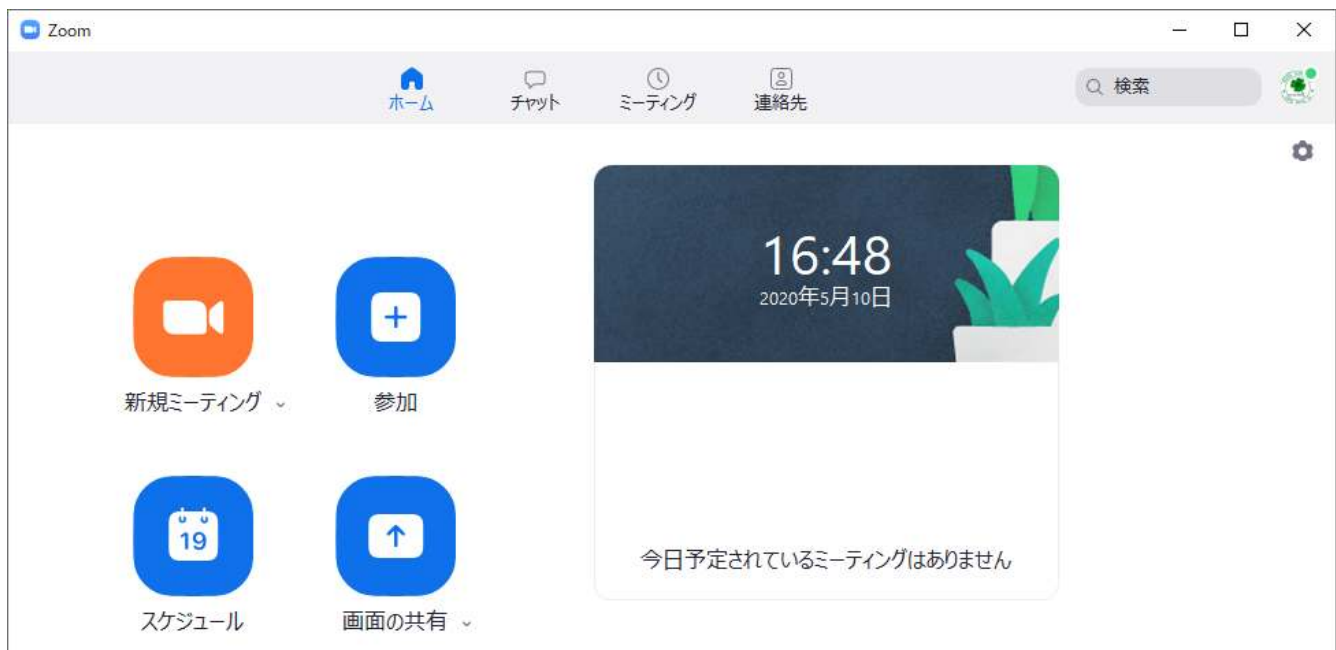 Zoom
ホーム
チャット
ミーティング
連絡先
検索
16:48
2020年5月10日
新規ミーティング
参加
19
スケジュール
画面の共有
今日予定されているミーティングはありません